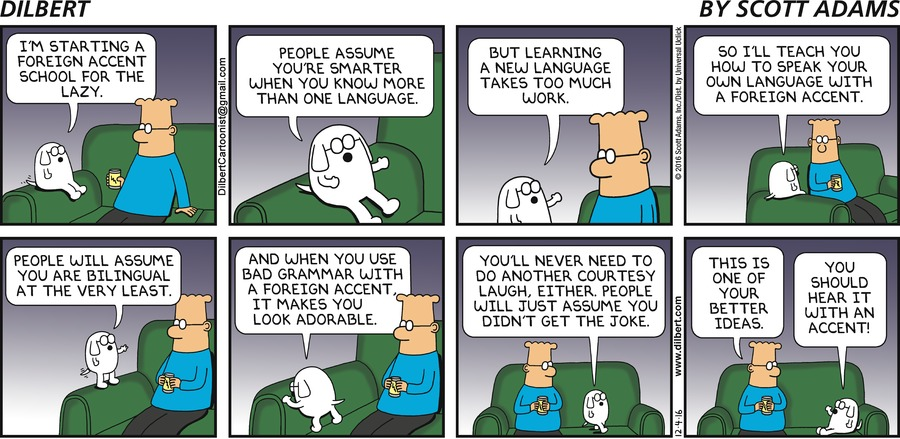 DILBERT
BY SCOTT ADAMS
I'M STARTING A
FOREIGN ACCENT
SCHOOL FOR THE
LAZY.
DilbertCartoonist@gmail.com
PEOPLE ASSUME
YOU'RE SMARTER
WHEN YOU KNOW MORE
THAN ONE LANGUAGE.
BUT LEARNING
A NEW LANGUAGE
TAKES TOO MUCH
WORK.
© 2016 Scott Adams, Inc./Dist. by Universal Uclick
SO I'LL TEACH YOU
HOW TO SPEAK YOUR
OWN LANGUAGE WITH
A FOREIGN ACCENT.
PEOPLE WILL ASSUME
YOU ARE BILINGUAL
AT THE VERY LEAST.
AND WHEN YOU USE
BAD GRAMMAR WITH
A FOREIGN ACCENT,
IT MAKES YOU
LOOK ADORABLE.
YOU'LL NEVER NEED TO
DO ANOTHER COURTESY
LAUGH, EITHER. PEOPLE
WILL JUST ASSUME YOU
DIDN'T GET THE JOKE.
12-4-16 www.dilbert.com
THIS IS
ONE OF
YOUR
BETTER
IDEAS.
YOU
SHOULD
HEAR IT
WITH AN
ACCENT!